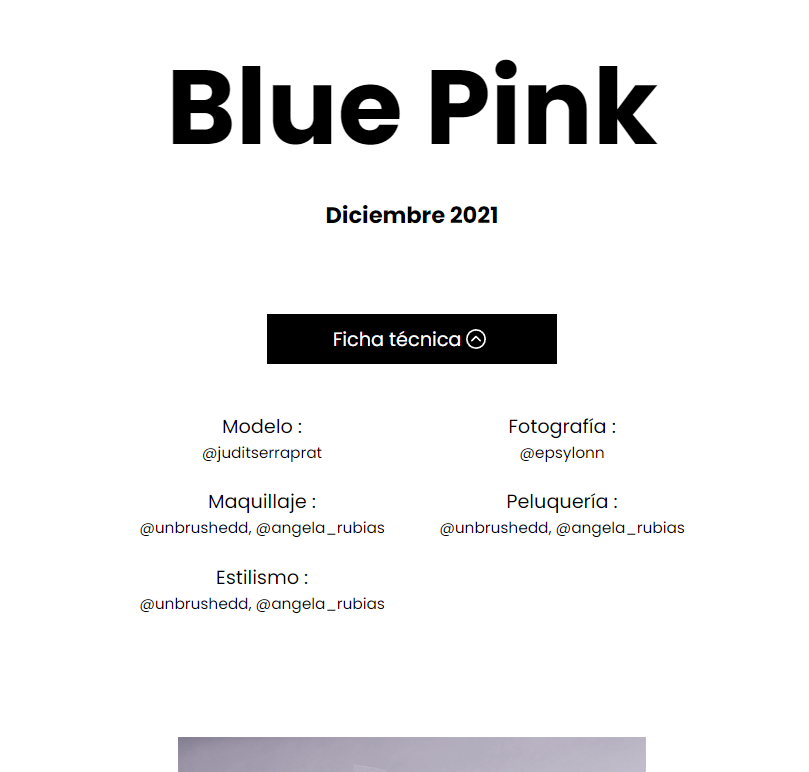 Blue Pink
Diciembre 2021
Ficha técnica
Modelo :
@juditserraprat
Fotografía :
@epsylonn
Maquillaje :
@unbrushedd, @angela_rubias
Peluquería :
@unbrushedd, @angela_rubias
Estilismo :
@unbrushedd, @angela_rubias